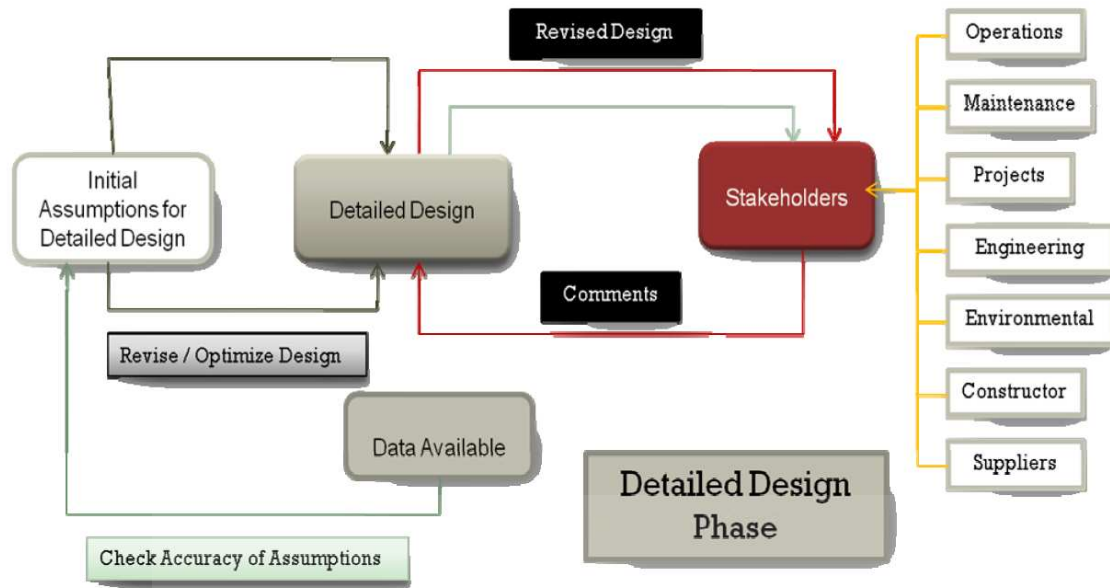 Revised Design
Operations
Maintenance
Projects
Engineering
Environmental
Constructor
Suppliers
Initial
Assumptions for
Detailed Design
Detailed Design
Stakeholders
Comments
Revise / Optimize Design
Data Available
Detailed Design
Phase
Check Accuracy of Assumptions